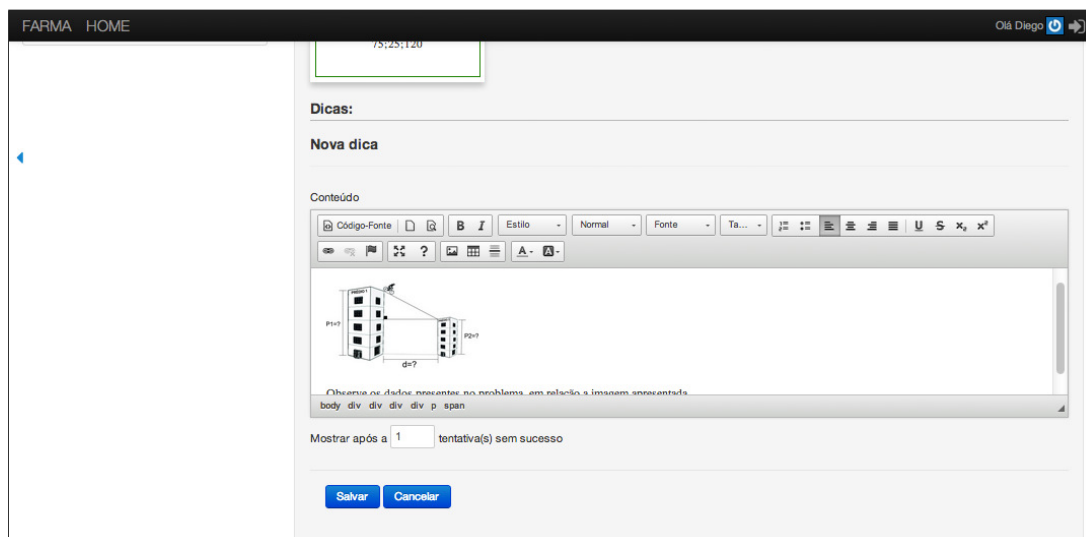 FARMA HOME Olá Diego
75;25;120
Dicas:
Nova dica
Conteúdo
Código-Fonte B I Estilo Normal Fonte Ta... U S x₂ x²
? A A
PREDIO 1
P1=?
P2=?
d=?
Observe os dados presentes no problema, em relação a imagem apresentada
body div div div div p span
Mostrar após a 1 tentativa(s) sem sucesso
Salvar Cancelar